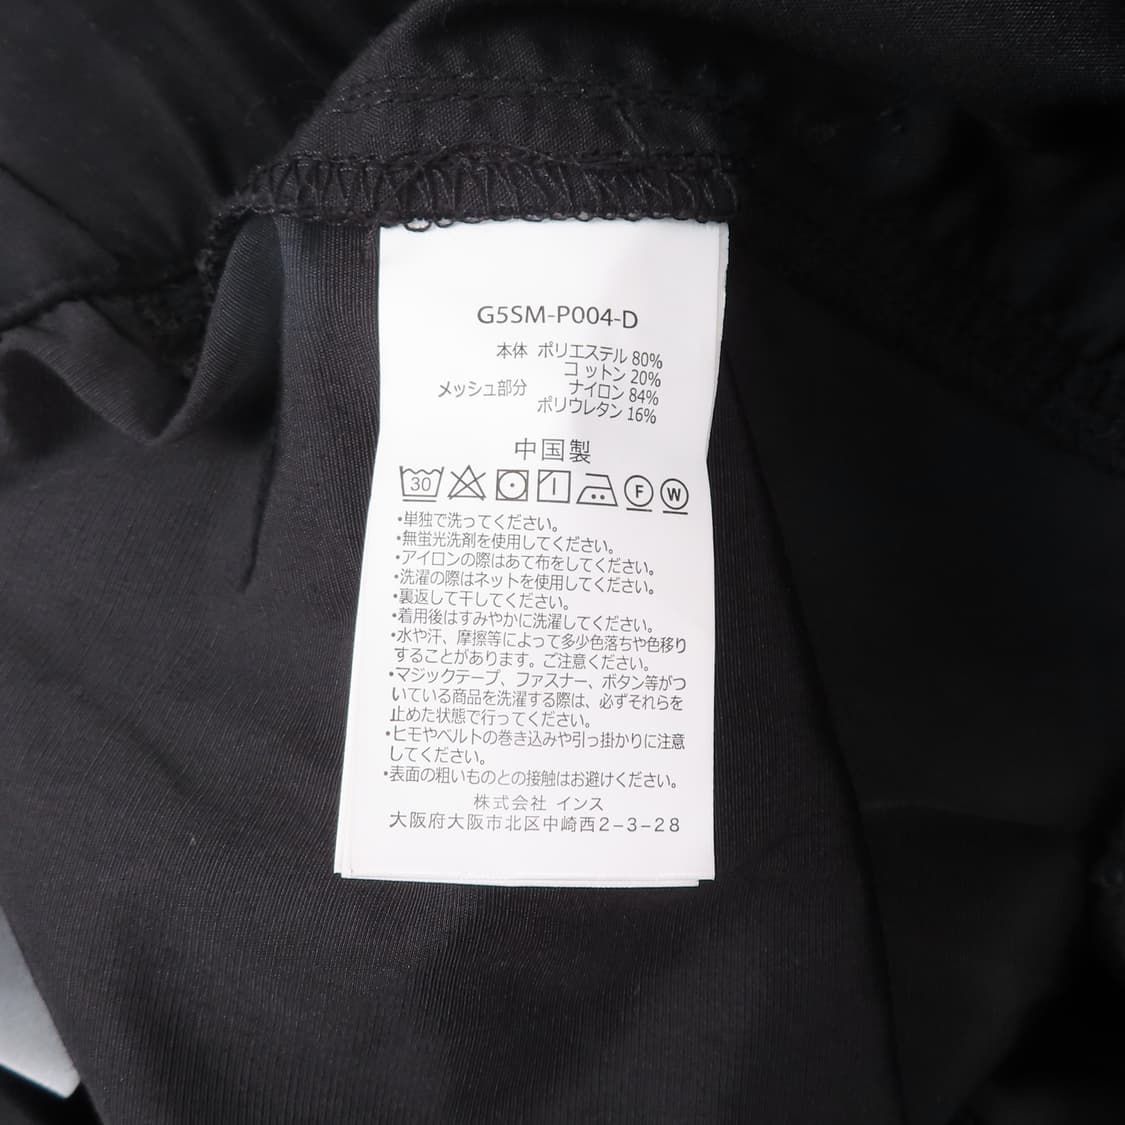 G5SM-P004-D
本体 ポリエステル 80%
コットン 20%
メッシュ部分 ナイロン 84%
ポリウレタン 16%
中国製
30 F W
・単独で洗ってください。
・無蛍光洗剤を使用してください。
・アイロンの際はあて布をしてください。
・洗濯の際はネットを使用してください。
・裏返して干してください。
・着用後はすみやかに洗濯してください。
・水や汗、摩擦等によって多少色落ちや色移り
することがあります。ご注意ください。
・マジックテープ、ファスナー、ボタン等がつ
いている商品を洗濯する際は、必ずそれらを
止めた状態で行ってください。
・ヒモやベルトの巻き込みや引っ掛かりに注意
してください。
・表面の粗いものとの接触はお避けください。
株式会社 インス
大阪府大阪市北区中崎西2−3−28